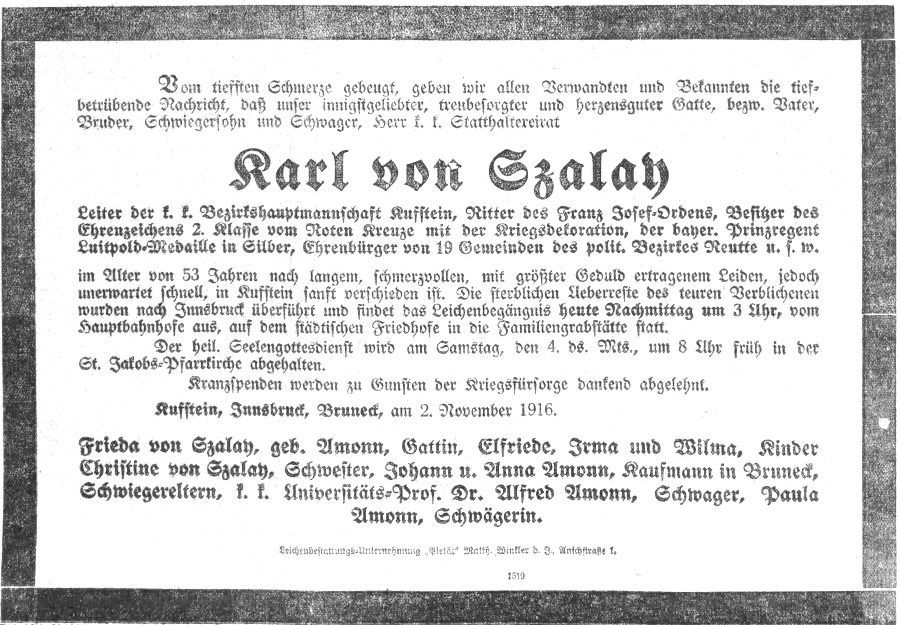 Vom tiefsten Schmerze gebeugt, geben wir allen Verwandten und Bekannten die tief-
betrübende Nachricht, daß unser innigstgeliebter, treubesorgter und herzensguter Gatte, bezw. Vater,
Bruder, Schwiegersohn und Schwager, Herr k. k. Statthaltereirat
Karl von Szalay
Leiter der k. k. Bezirkshauptmannschaft Kufstein, Ritter des Franz Josef-Ordens, Besitzer des
Ehrenzeichens 2. Klasse vom Roten Kreuze mit der Kriegsdekoration, der bayer. Prinzregent
Luitpold-Medaille in Silber, Ehrenbürger von 19 Gemeinden des polit. Bezirkes Reutte u. s. w.
im Alter von 53 Jahren nach langem, schmerzvollen, mit größter Geduld ertragenem Leiden, jedoch
unerwartet schnell, in Kufstein sanft verschieden ist. Die sterblichen Ueberreste des teuren Verblichenen
wurden nach Innsbruck überführt und findet das Leichenbegängnis heute Nachmittag um 3 Uhr, vom
Hauptbahnhofe aus, auf dem städtischen Friedhofe in die Familiengrabstätte statt.
Der heil. Seelengottesdienst wird am Samstag, den 4. ds. Mts., um 8 Uhr früh in der
St. Jakobs-Pfarrkirche abgehalten.
Kranzspenden werden zu Gunsten der Kriegsfürsorge dankend abgelehnt.
Kufstein, Innsbruck, Bruneck, am 2. November 1916.
Frieda von Szalay, geb. Amonn, Gattin, Elfriede, Irma und Wilma, Kinder
Christine von Szalay, Schwester, Johann u. Anna Amonn, Kaufmann in Bruneck,
Schwiegereltern, k. k. Universitäts-Prof. Dr. Alfred Amonn, Schwager, Paula
Amonn, Schwägerin.
Leichenbestattungs-Unternehmung „Pietät" Matth. Winkler d. J., Anichstraße 1.
1519